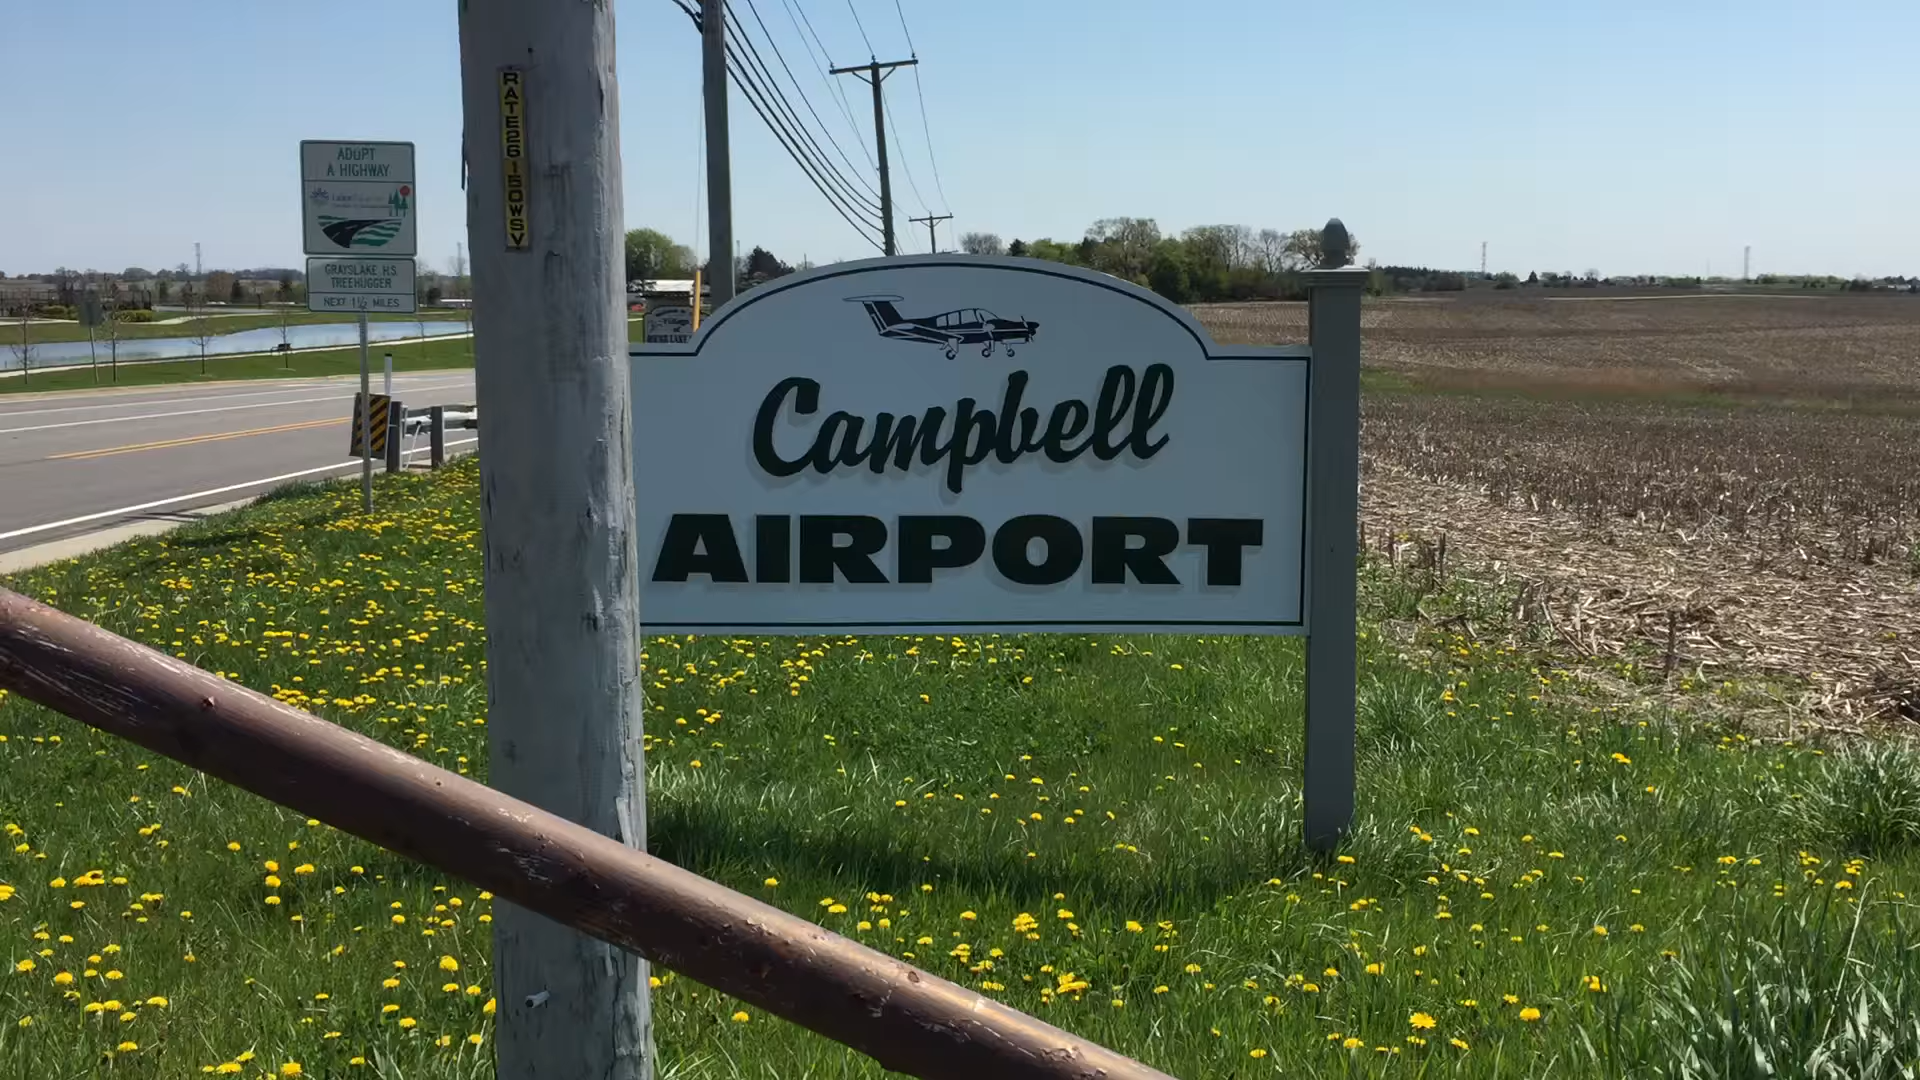 ADOPT
A HIGHWAY
GRAYSLAKE H.S.
TREEHUGGER
NEXT 1½ MILES
RATE26150WSV
Campbell
AIRPORT